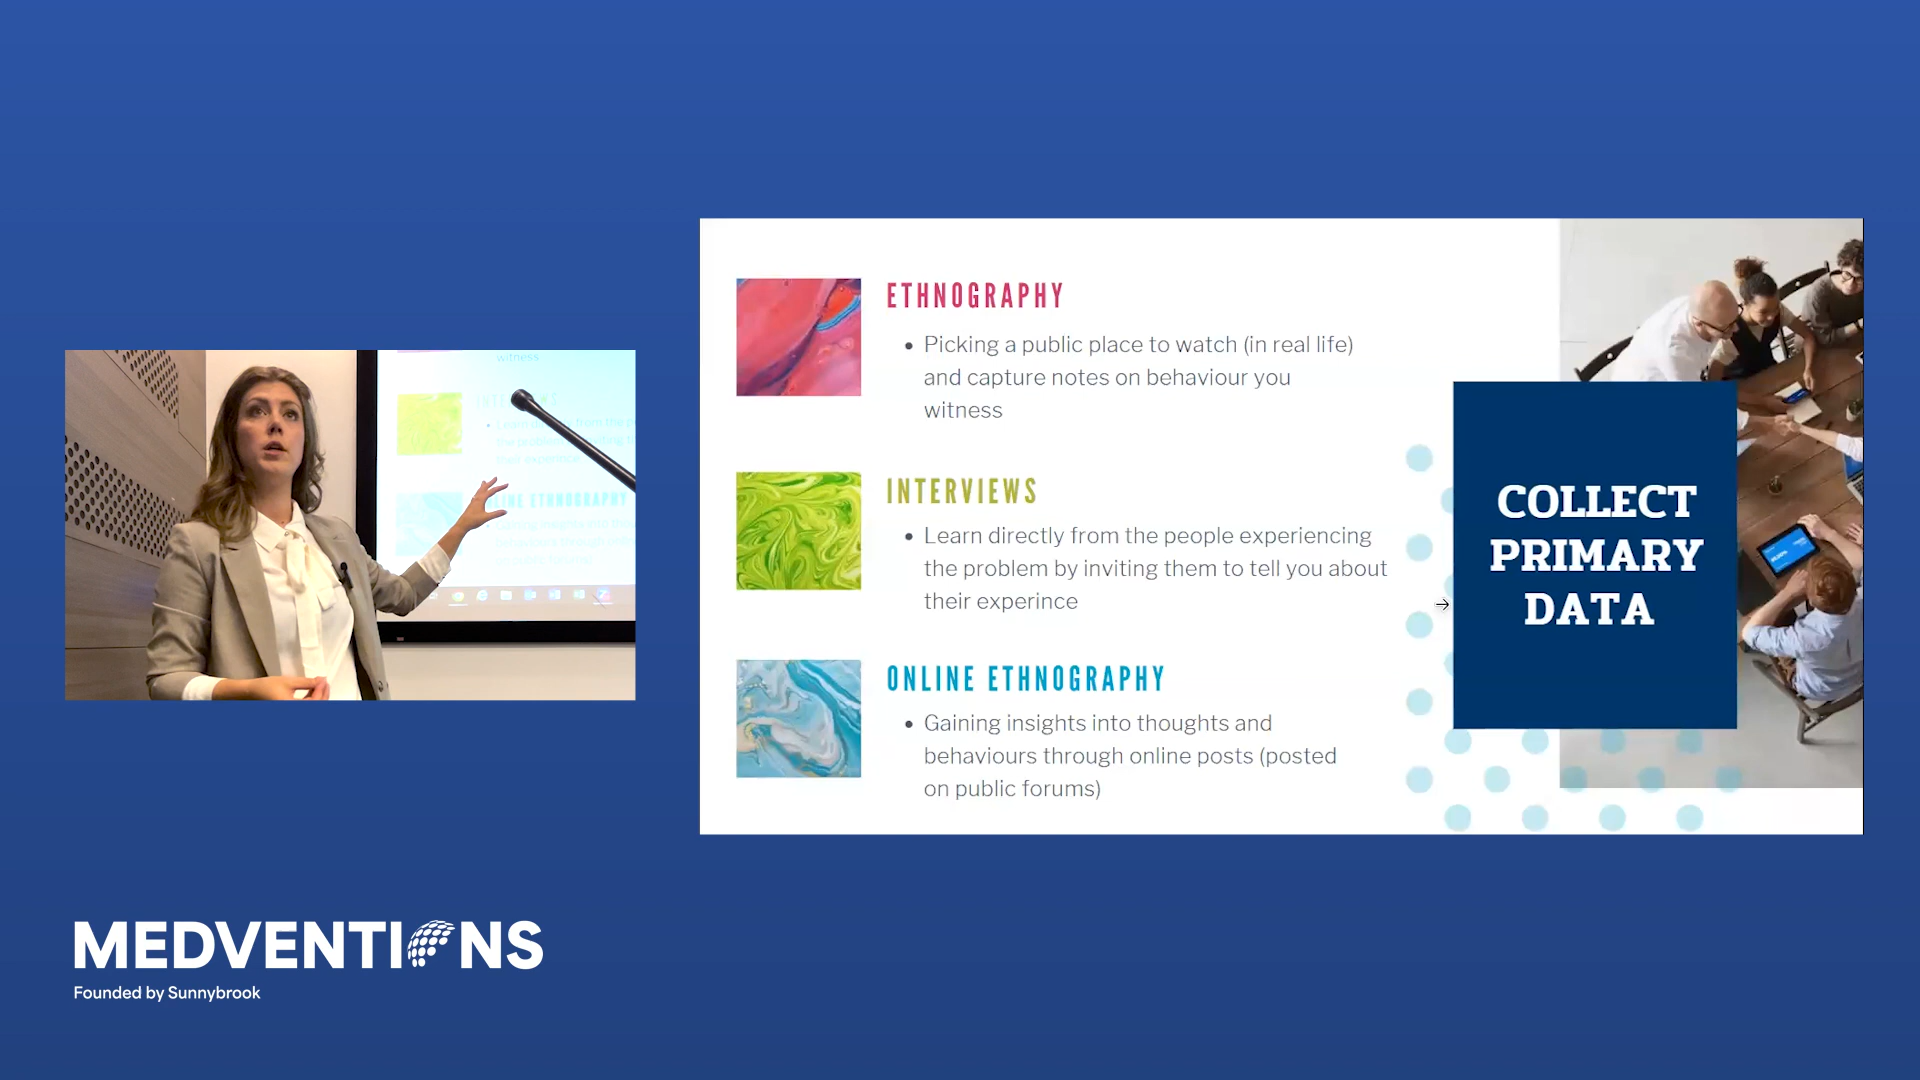 ETHNOGRAPHY
• Picking a public place to watch (in real life)
and capture notes on behaviour you
witness
INTERVIEWS
• Learn directly from the people experiencing
the problem by inviting them to tell you about
their experince
ONLINE ETHNOGRAPHY
• Gaining insights into thoughts and
behaviours through online posts (posted
on public forums)
COLLECT
PRIMARY
DATA
witness
MEDVENTIONS
Founded by Sunnybrook